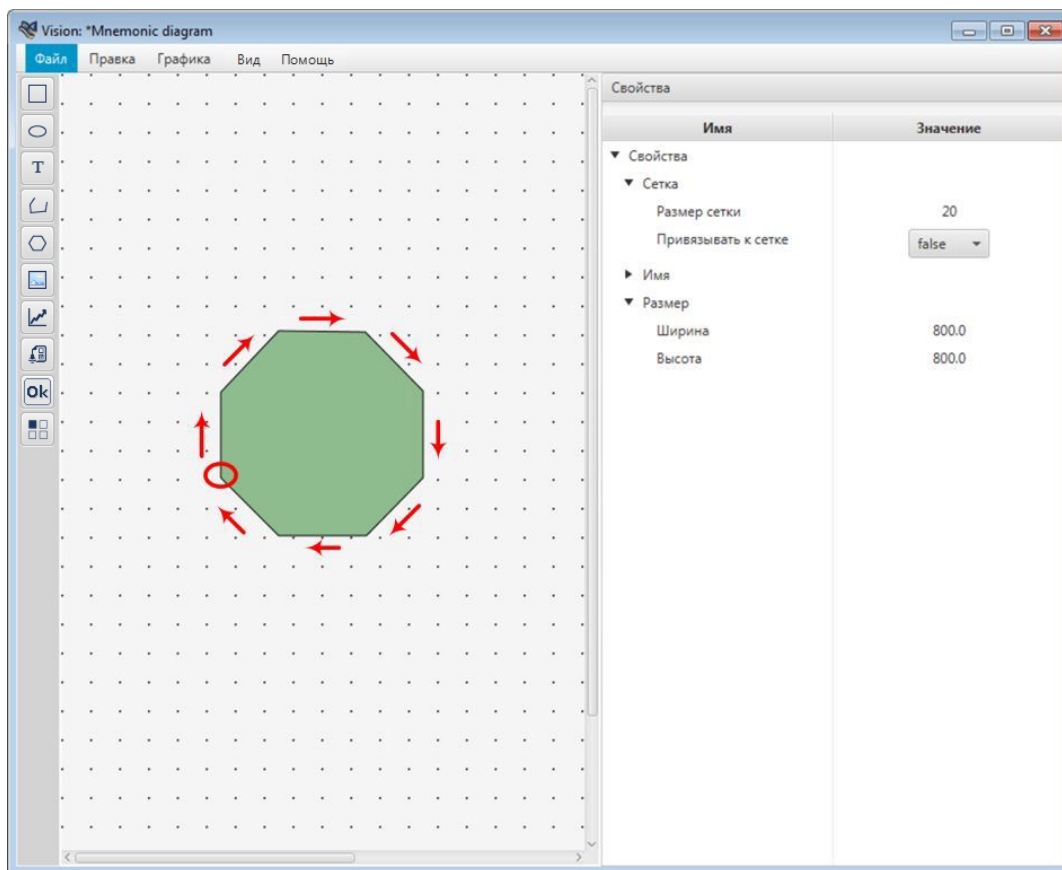 Vision: *Mnemonic diagram
Файл Правка Графика Вид Помощь
Свойства
Имя Значение
Свойства
Сетка
Размер сетки 20
Привязывать к сетке false
Имя
Размер
Ширина 800.0
Высота 800.0
T
Ok